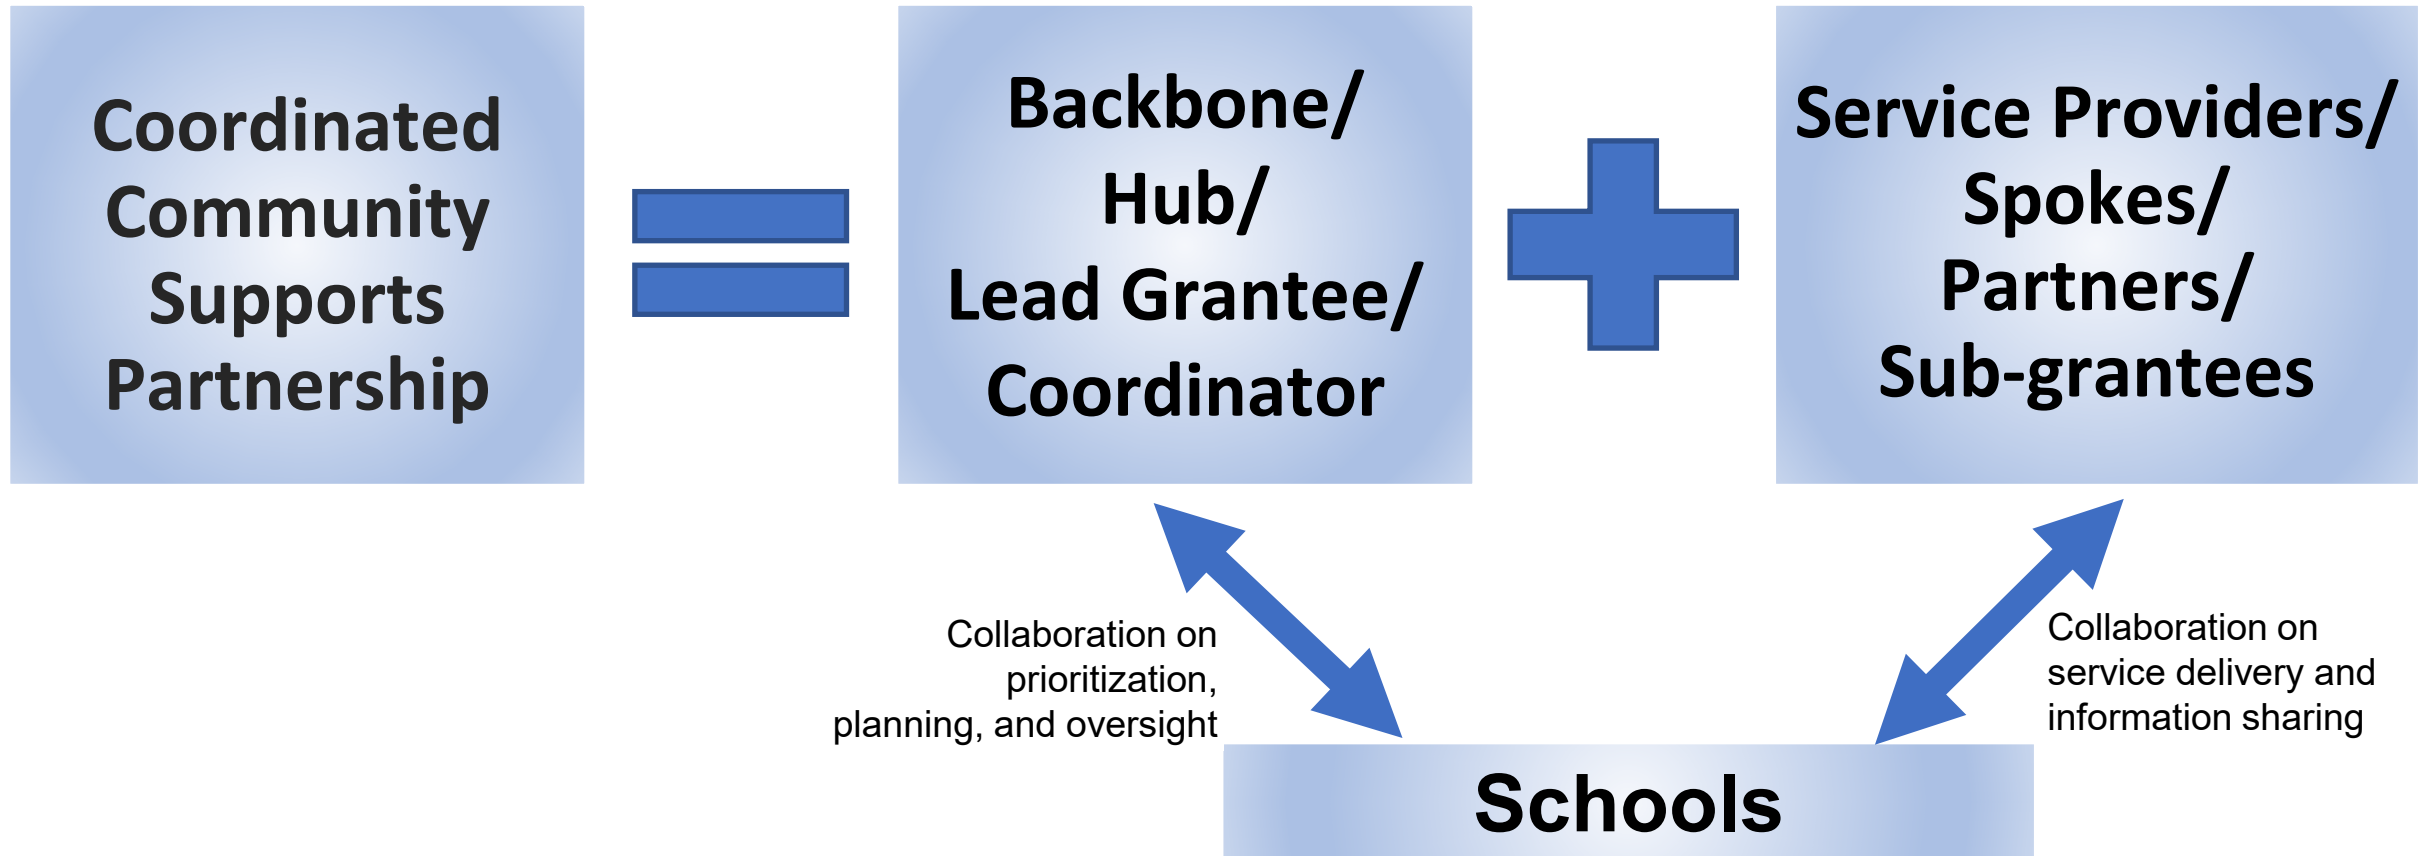 Coordinated
Community
Supports
Partnership
Backbone/
Hub/
Lead Grantee/
Coordinator
Service Providers/
Spokes/
Partners/
Sub-grantees
Collaboration on
prioritization,
planning, and oversight
Collaboration on
service delivery and
information sharing
Schools